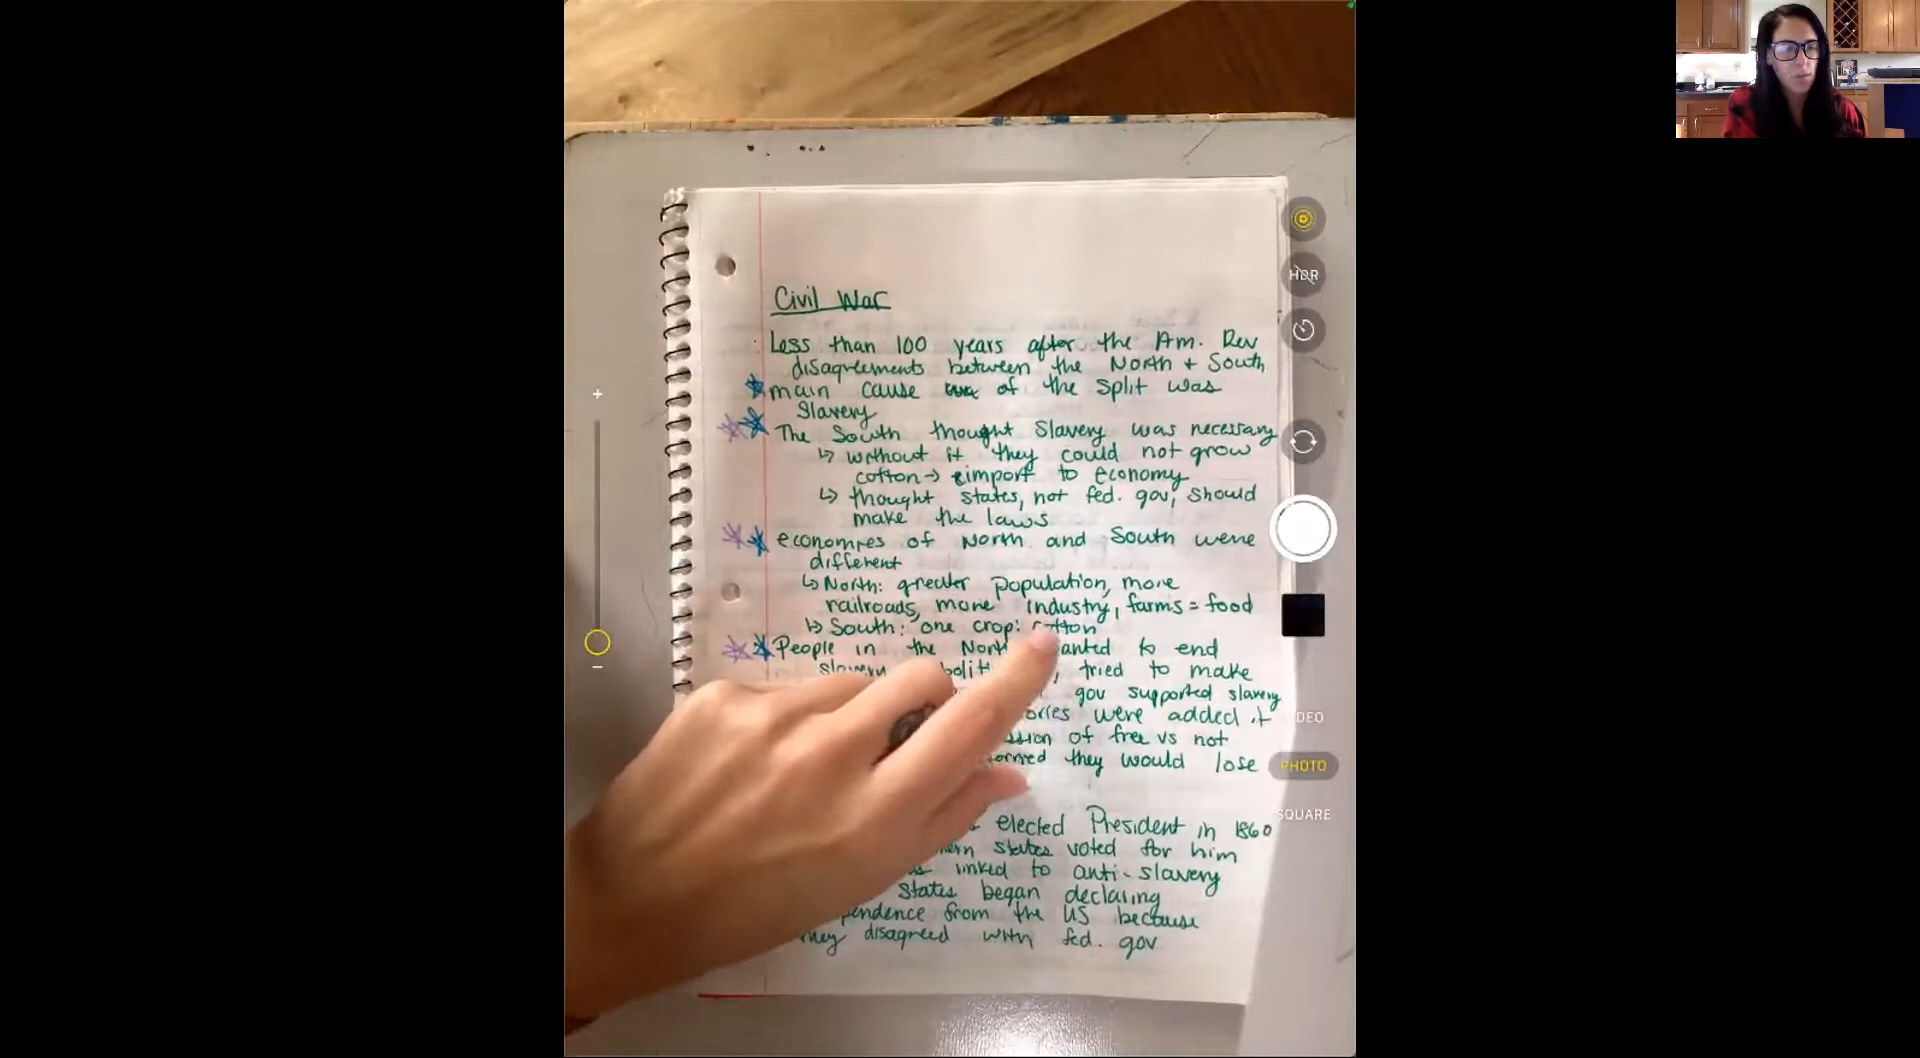 Civil War
Less than 100 years after the Am. Rev
disagreements between the North + South
main cause of the split was
Slavery
The South thought Slavery was necessary
↳ without it they could not grow
cotton → import to economy
↳ thought states, not fed. gov, should
make the laws
economies of North and South were
different
↳ North: greater population, more
railroads, more industry, farms = food
↳ South: one crop: cotton
People in the to end
tried to make
gov supported slavery
were added it
of free vs not
they would lose
elected President in 1860
states voted for him
linked to anti-slavery
states began declaring
from the US because
they disagreed with fed. gov
HDR
PHOTO
SQUARE